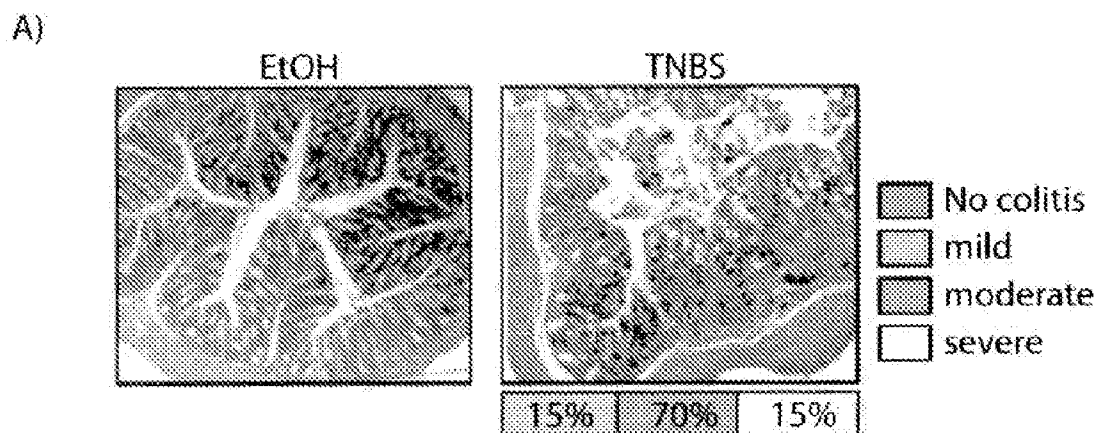 A)
EtOH
TNBS
No colitis
mild
moderate
severe
15% 70% 15%